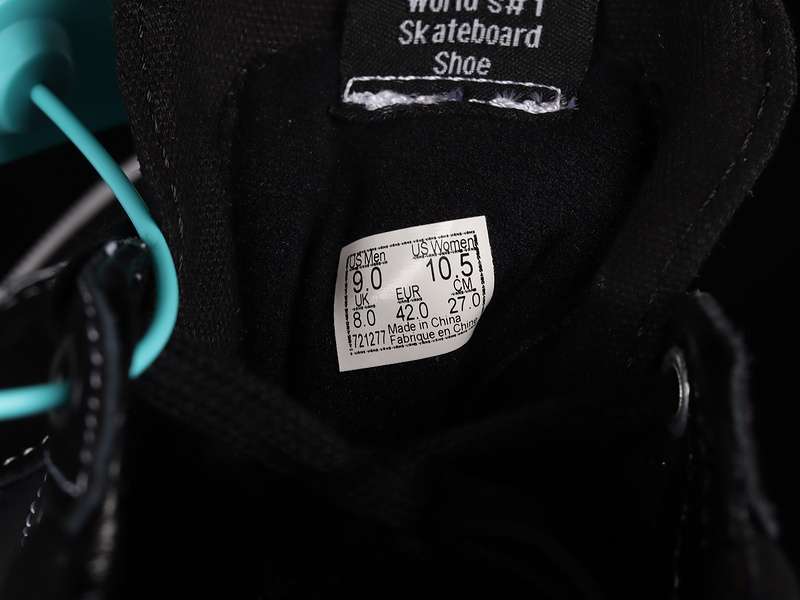 World's #1
Skateboard
Shoe
US Men US Women
9.0 10.5
UK EUR CM
8.0 42.0 27.0
721277 Made in China
Fabrique en China